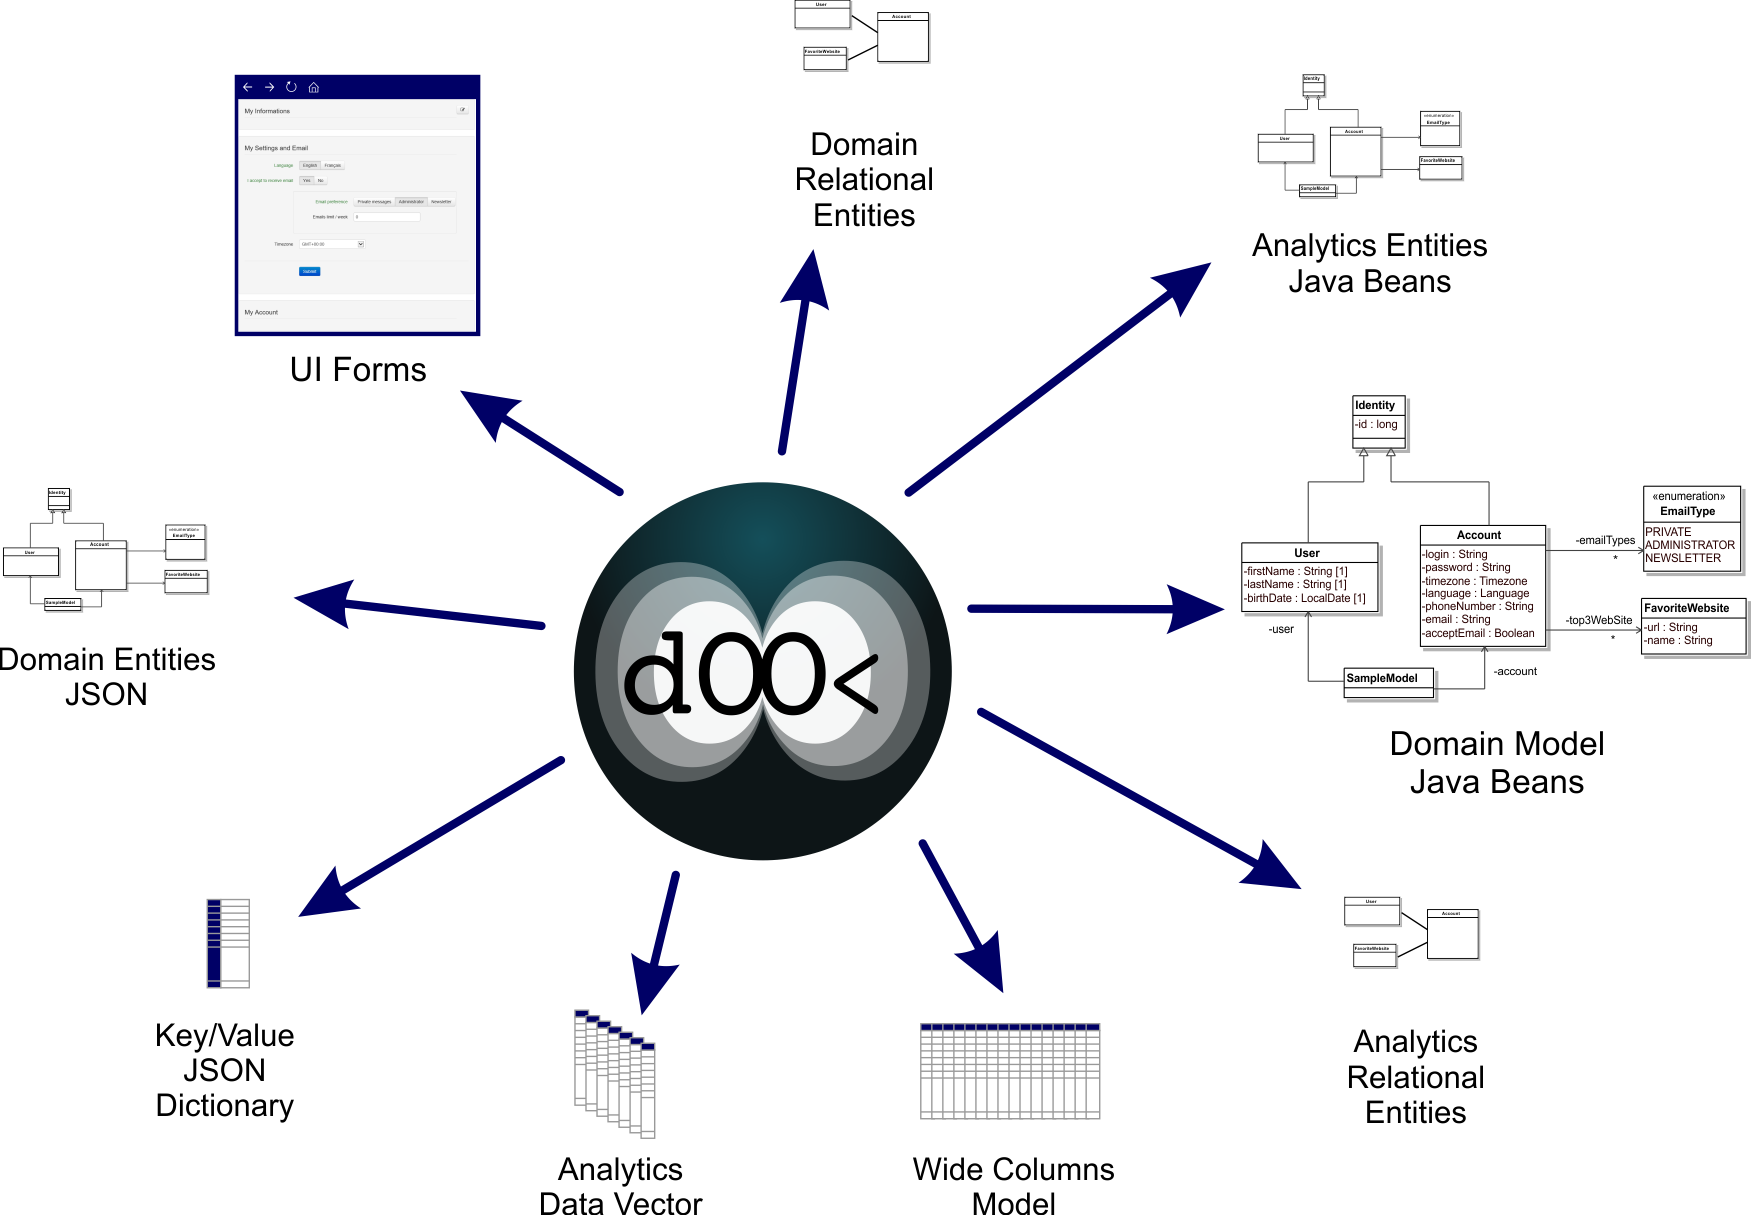 User
Account
FavoriteWebsite
Domain
Relational
Entities
My Informations
My Settings and Email
Language
English
Français
I accept to receive email
Yes
No
Email preference
Private messages
Administrator
Newsletter
Emails limit / week
Timezone
GMT+00:00
Submit
My Account
UI Forms
Identity
User
Account
«enumeration»
EmailType
FavoriteWebsite
SampleModel
Analytics Entities
Java Beans
Identity
-id : long
User
-firstName : String [1]
-lastName : String [1]
-birthDate : LocalDate [1]
Account
-login : String
-password : String
-timezone : Timezone
-language : Language
-phoneNumber : String
-email : String
-acceptEmail : Boolean
-emailTypes
*
«enumeration»
EmailType
PRIVATE
ADMINISTRATOR
NEWSLETTER
-top3WebSite
*
FavoriteWebsite
-url : String
-name : String
-user
SampleModel
-account
Domain Model
Java Beans
Identity
User
Account
«enumeration»
EmailType
FavoriteWebsite
SampleModel
Domain Entities
JSON
dOO<
Key/Value
JSON
Dictionary
Analytics
Data Vector
Wide Columns
Model
User
Account
FavoriteWebsite
Analytics
Relational
Entities